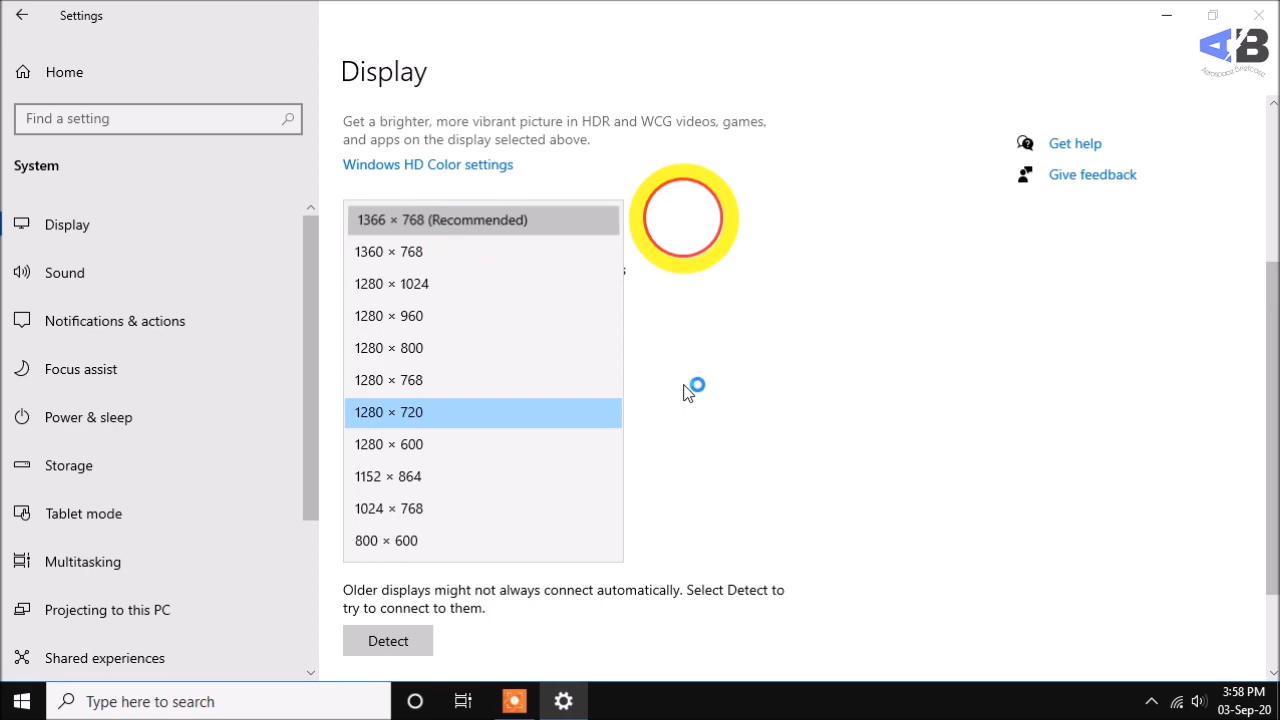 Settings
Home
Find a setting
System
Display
Sound
Notifications & actions
Focus assist
Power & sleep
Storage
Tablet mode
Multitasking
Projecting to this PC
Shared experiences
Display
Get a brighter, more vibrant picture in HDR and WCG videos, games,
and apps on the display selected above.
Windows HD Color settings
1366 × 768 (Recommended)
1360 × 768
1280 × 1024
1280 × 960
1280 × 800
1280 × 768
1280 × 720
1280 × 600
1152 × 864
1024 × 768
800 × 600
s
Older displays might not always connect automatically. Select Detect to
try to connect to them.
Detect
Get help
Give feedback
AB
Aerospace Briefcase
Type here to search
3:58 PM
03-Sep-20